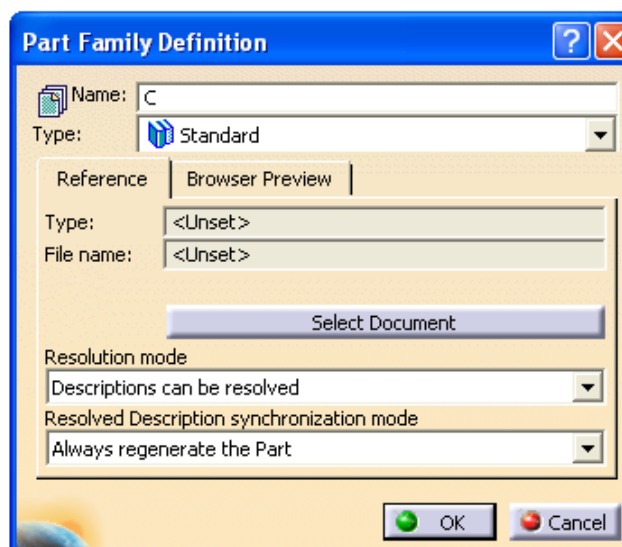 Part Family Definition
Name: C
Type: Standard
Reference Browser Preview
Type: <Unset>
File name: <Unset>
Select Document
Resolution mode
Descriptions can be resolved
Resolved Description synchronization mode
Always regenerate the Part
OK Cancel